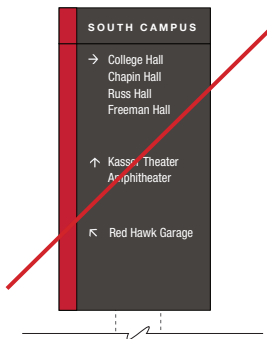 SOUTH CAMPUS
→ College Hall
Chapin Hall
Russ Hall
Freeman Hall
↑ Kasser Theater
Amphitheater
↖ Red Hawk Garage